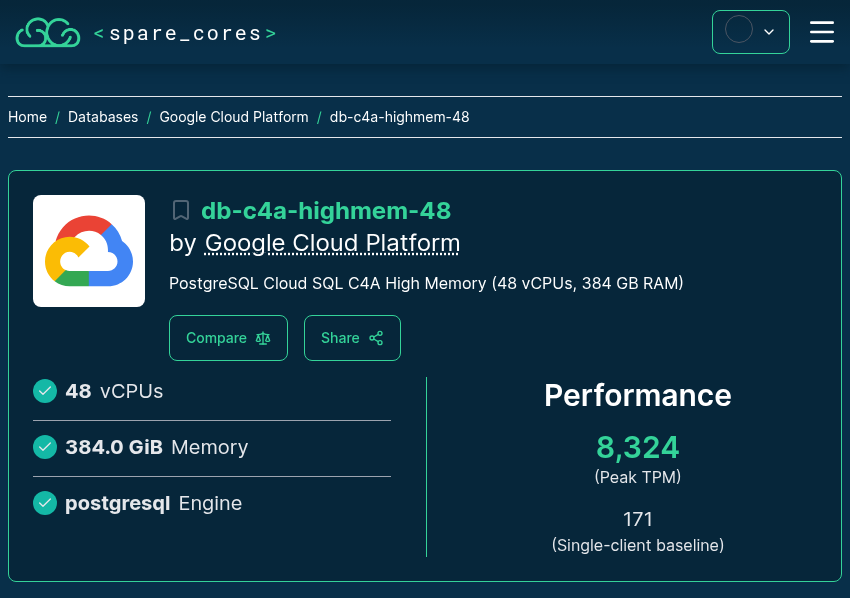 <spare_cores>
Home / Databases / Google Cloud Platform / db-c4a-highmem-48
db-c4a-highmem-48
by Google Cloud Platform
PostgreSQL Cloud SQL C4A High Memory (48 vCPUs, 384 GB RAM)
Compare
Share
48 vCPUs
384.0 GiB Memory
postgresql Engine
Performance
8,324
(Peak TPM)
171
(Single-client baseline)